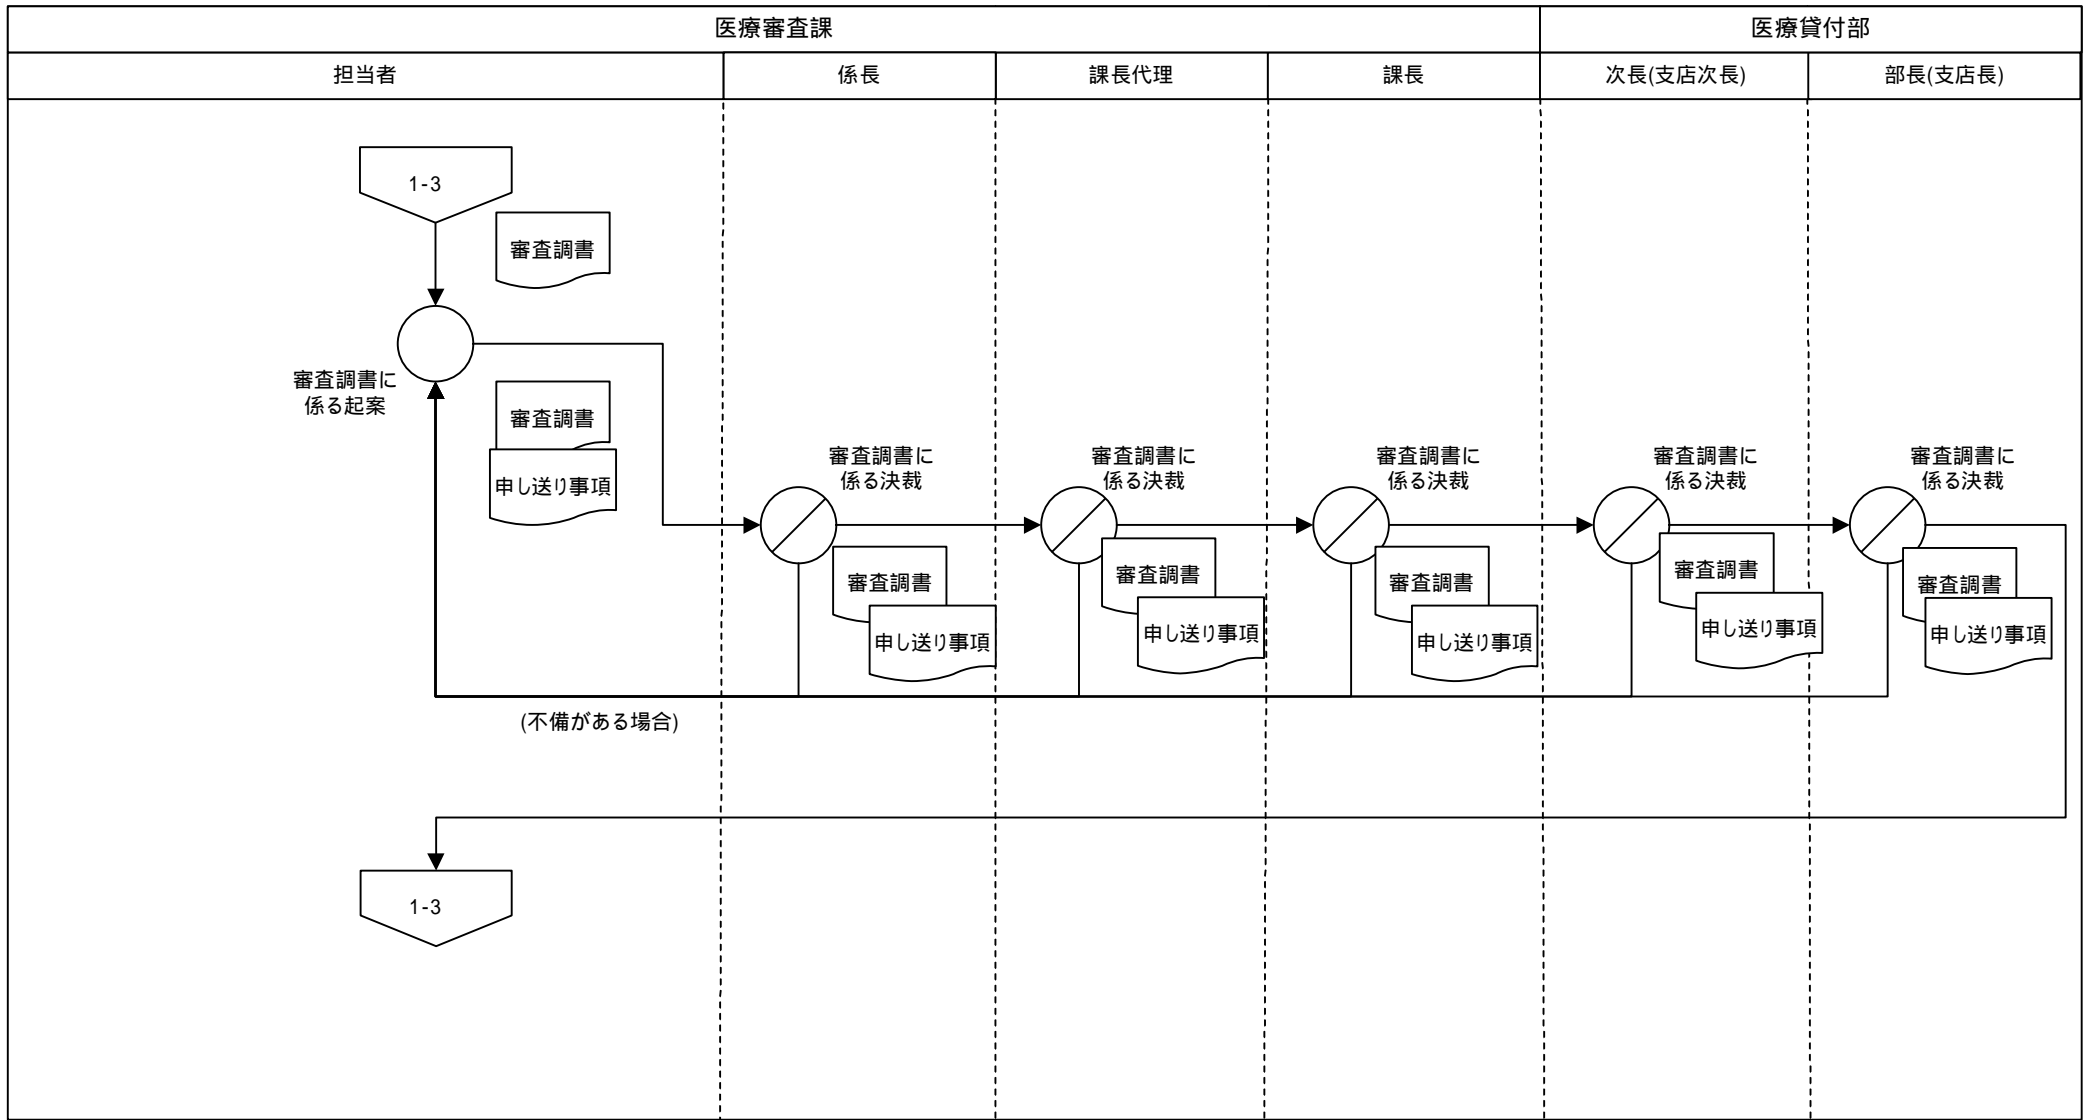 医療審査課
医療貸付部
担当者
係長
課長代理
課長
次長(支店次長)
部長(支店長)
1-3
審査調書
審査調書に
係る起案
審査調書
申し送り事項
審査調書に
係る決裁
審査調書に
係る決裁
審査調書に
係る決裁
審査調書に
係る決裁
審査調書に
係る決裁
審査調書
申し送り事項
審査調書
申し送り事項
審査調書
申し送り事項
審査調書
申し送り事項
審査調書
申し送り事項
(不備がある場合)
1-3